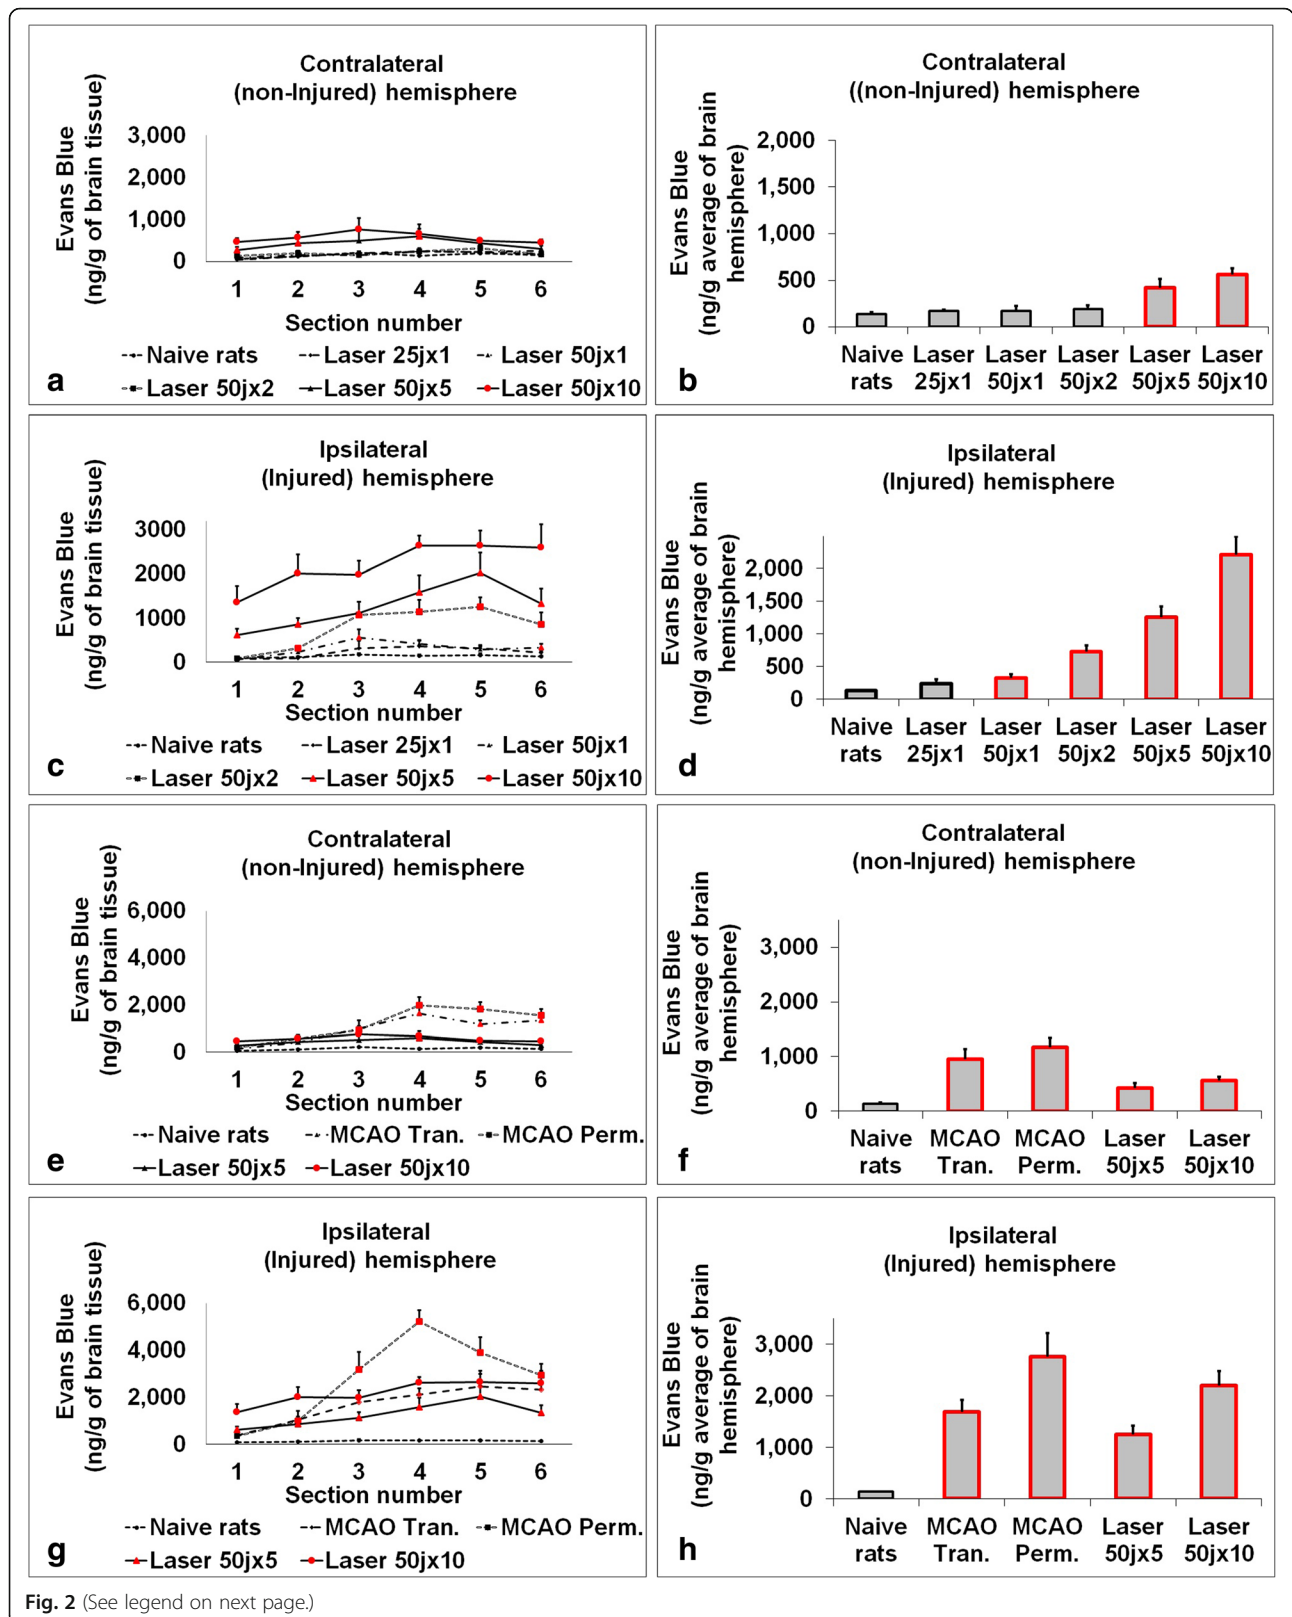 Contralateral
(non-Injured) hemisphere
Evans Blue
(ng/g of brain tissue)
3,000
2,000
1,000
0
1 2 3 4 5 6
Section number
Naive rats Laser 25jx1 Laser 50jx1
Laser 50jx2 Laser 50jx5 Laser 50jx10
a
Contralateral
((non-Injured) hemisphere
Evans Blue
(ng/g average of brain
hemisphere)
2,000
1,500
1,000
500
0
Naive Laser Laser Laser Laser Laser
rats 25jx1 50jx1 50jx2 50jx5 50jx10
b
Ipsilateral
(Injured) hemisphere
Evans Blue
(ng/g of brain tissue)
3000
2000
1000
0
1 2 3 4 5 6
Section number
Naive rats Laser 25jx1 Laser 50jx1
Laser 50jx2 Laser 50jx5 Laser 50jx10
c
Ipsilateral
(Injured) hemisphere
Evans Blue
(ng/g average of brain
hemisphere)
2,000
1,500
1,000
500
0
Naive Laser Laser Laser Laser Laser
rats 25jx1 50jx1 50jx2 50jx5 50jx10
d
Contralateral
(non-Injured) hemisphere
Evans Blue
(ng/g of brain tissue)
6,000
4,000
2,000
0
1 2 3 4 5 6
Section number
Naive rats MCAO Tran. MCAO Perm.
Laser 50jx5 Laser 50jx10
e
Contralateral
(non-Injured) hemisphere
Evans Blue
(ng/g average of brain
hemisphere)
3,000
2,000
1,000
0
Naive MCAO MCAO Laser Laser
rats Tran. Perm. 50jx5 50jx10
f
Ipsilateral
(Injured) hemisphere
Evans Blue
(ng/g of brain tissue)
6,000
4,000
2,000
0
1 2 3 4 5 6
Section number
Naive rats MCAO Tran. MCAO Perm.
Laser 50jx5 Laser 50jx10
g
Ipsilateral
(Injured) hemisphere
Evans Blue
(ng/g average of brain
hemisphere)
3,000
2,000
1,000
0
Naive MCAO MCAO Laser Laser
rats Tran. Perm. 50jx5 50jx10
h
Fig. 2 (See legend on next page.)